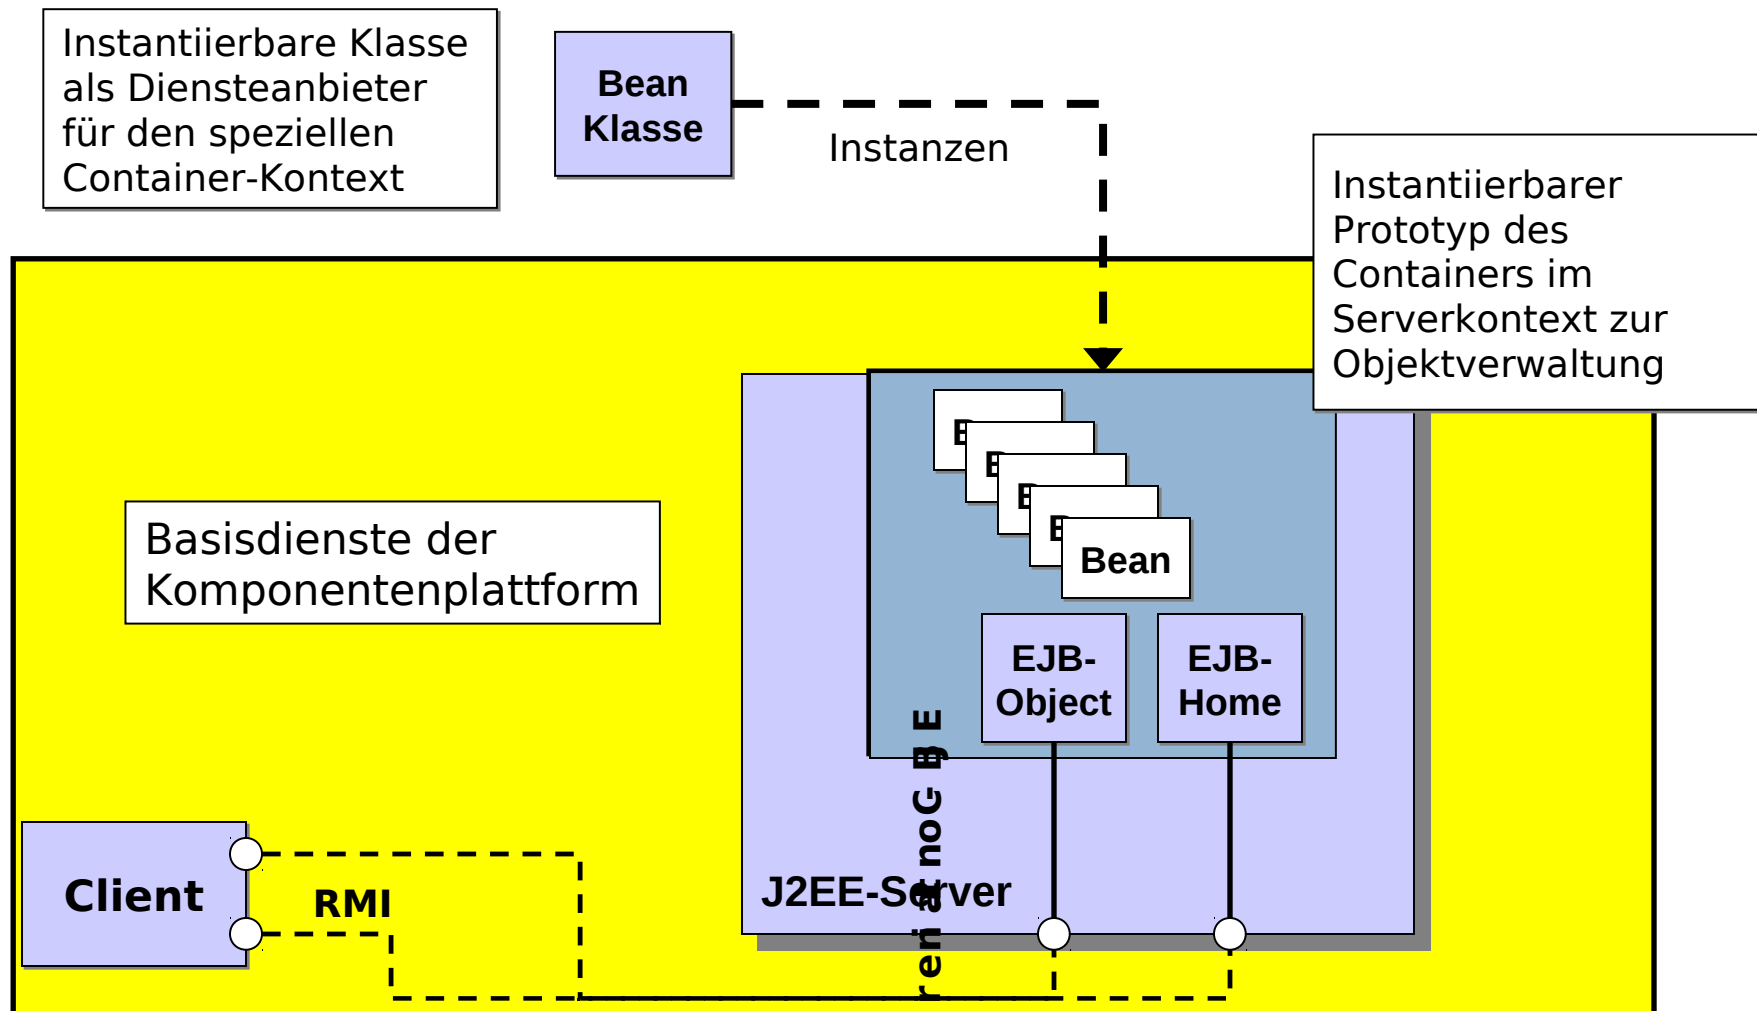 Instantiierbare Klasse
als Diensteanbieter
für den speziellen
Container-Kontext
Bean
Klasse
Instanzen
Instantiierbarer
Prototyp des
Containers im
Serverkontext zur
Objektverwaltung
B
B
B
B
Bean
Basisdienste der
Komponentenplattform
EJB-
Object
EJB-
Home
J2EE-Server
Client
RMI